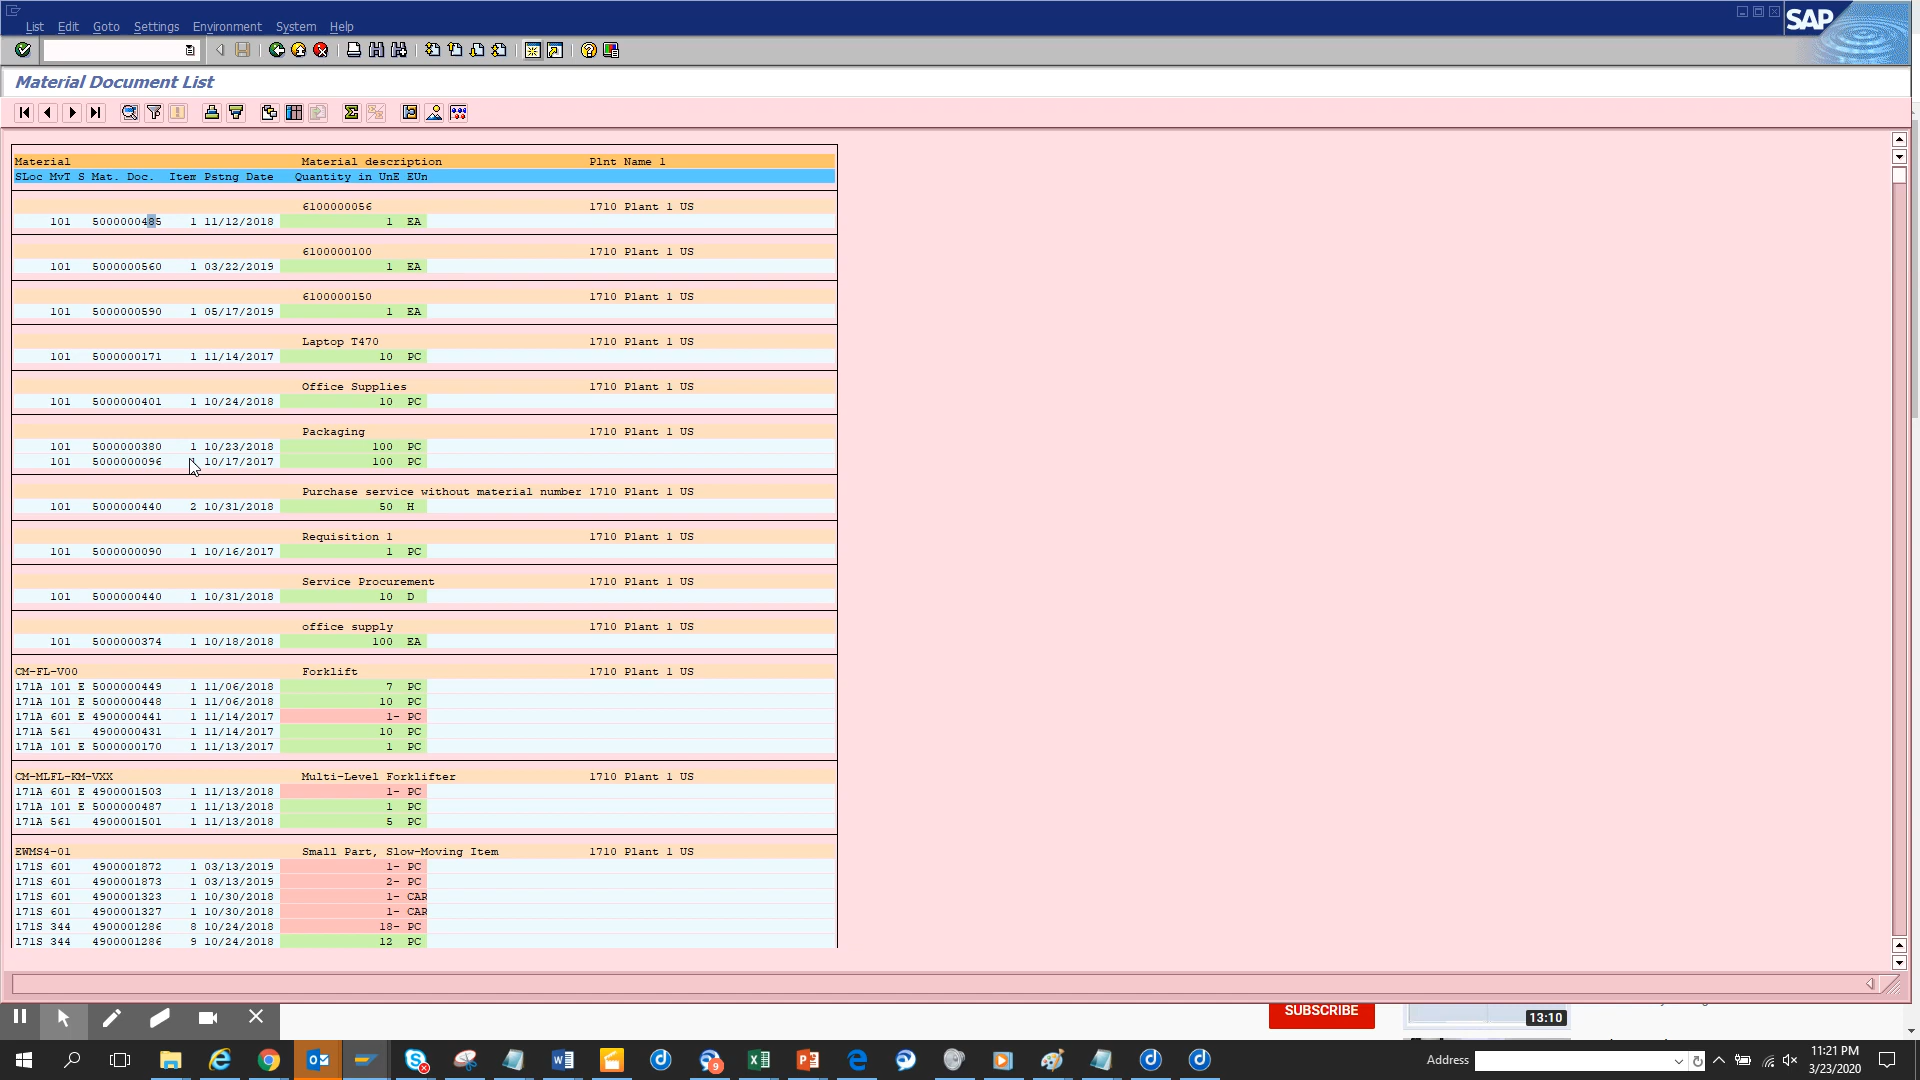 List Edit Goto Settings Environment System Help
SAP
Material Document List
Material Material description Plnt Name 1
SLoc MvT S Mat. Doc. Item Pstng Date Quantity in UnE EUn
6100000056 1710 Plant 1 US
101 5000000485 1 11/12/2018 1 EA
6100000100 1710 Plant 1 US
101 5000000560 1 03/22/2019 1 EA
6100000150 1710 Plant 1 US
101 5000000590 1 05/17/2019 1 EA
Laptop T470 1710 Plant 1 US
101 5000000171 1 11/14/2017 10 PC
Office Supplies 1710 Plant 1 US
101 5000000401 1 10/24/2018 10 PC
Packaging 1710 Plant 1 US
101 5000000380 1 10/23/2018 100 PC
101 5000000096 10/17/2017 100 PC
Purchase service without material number 1710 Plant 1 US
101 5000000440 2 10/31/2018 50 H
Requisition 1 1710 Plant 1 US
101 5000000090 1 10/16/2017 1 PC
Service Procurement 1710 Plant 1 US
101 5000000440 1 10/31/2018 10 D
office supply 1710 Plant 1 US
101 5000000374 1 10/18/2018 100 EA
CM-FL-V00 Forklift 1710 Plant 1 US
171A 101 E 5000000449 1 11/06/2018 7 PC
171A 101 E 5000000448 1 11/06/2018 10 PC
171A 601 E 4900000441 1 11/14/2017 1- PC
171A 561 4900000431 1 11/14/2017 10 PC
171A 101 E 5000000170 1 11/13/2017 1 PC
CM-MLFL-KM-VXX Multi-Level Forklifter 1710 Plant 1 US
171A 601 E 4900001503 1 11/13/2018 1- PC
171A 101 E 5000000487 1 11/13/2018 1 PC
171A 561 4900001501 1 11/13/2018 5 PC
EWMS4-01 Small Part, Slow-Moving Item 1710 Plant 1 US
171S 601 4900001872 1 03/13/2019 1- PC
171S 601 4900001873 1 03/13/2019 2- PC
171S 601 4900001323 1 10/30/2018 1- CAR
171S 601 4900001327 1 10/30/2018 1- CAR
171S 344 4900001286 8 10/24/2018 18- PC
171S 344 4900001286 9 10/24/2018 12 PC
SUBSCRIBE
13:10
Address
11:21 PM
3/23/2020